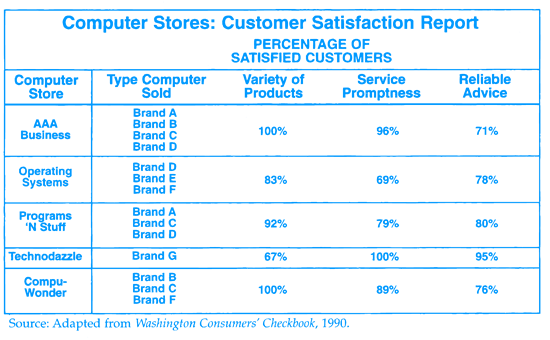 Computer Stores: Customer Satisfaction Report
PERCENTAGE OF
SATISFIED CUSTOMERS
Computer Store Type Computer Sold Variety of Products Service Promptness Reliable Advice
AAA Business Brand A Brand B Brand C Brand D 100% 96% 71%
Operating Systems Brand D Brand E Brand F 83% 69% 78%
Programs 'N Stuff Brand A Brand C Brand D 92% 79% 80%
Technodazzle Brand G 67% 100% 95%
Compu-Wonder Brand B Brand C Brand F 100% 89% 76%
Source: Adapted from Washington Consumers' Checkbook, 1990.